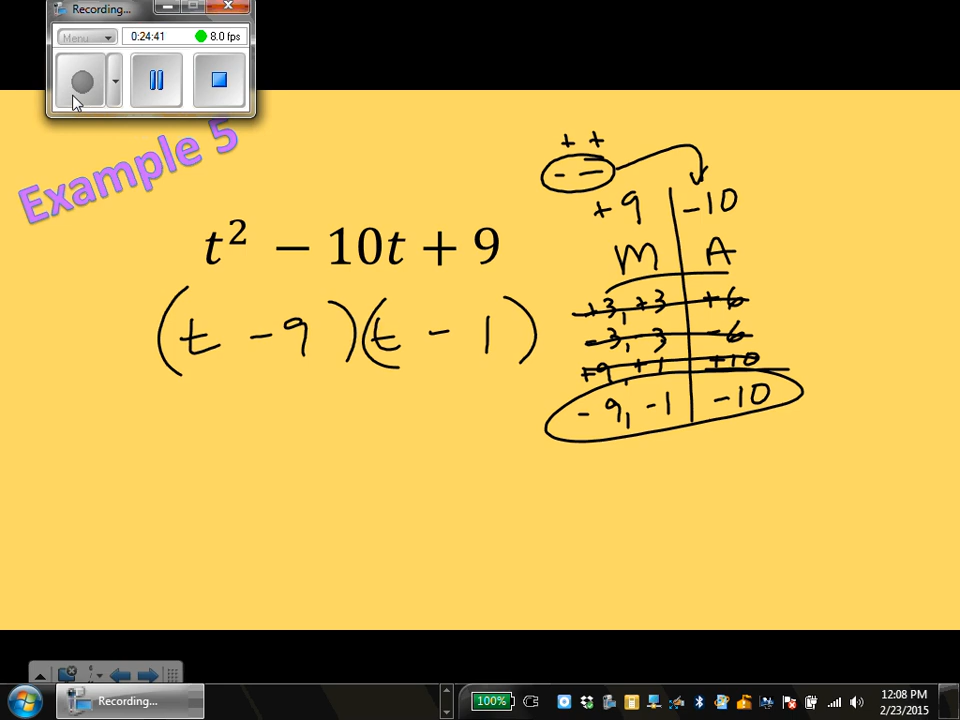 Recording...
Menu
0:24:41
8.0 fps
Example 5
t² − 10t + 9
(t - 9)(t - 1)
+ +
- -
+9 -10
M A
+3, +3 +6
-3, -3 -6
+9, +1 +10
-9, -1 -10
Recording...
100%
12:08 PM
2/23/2015